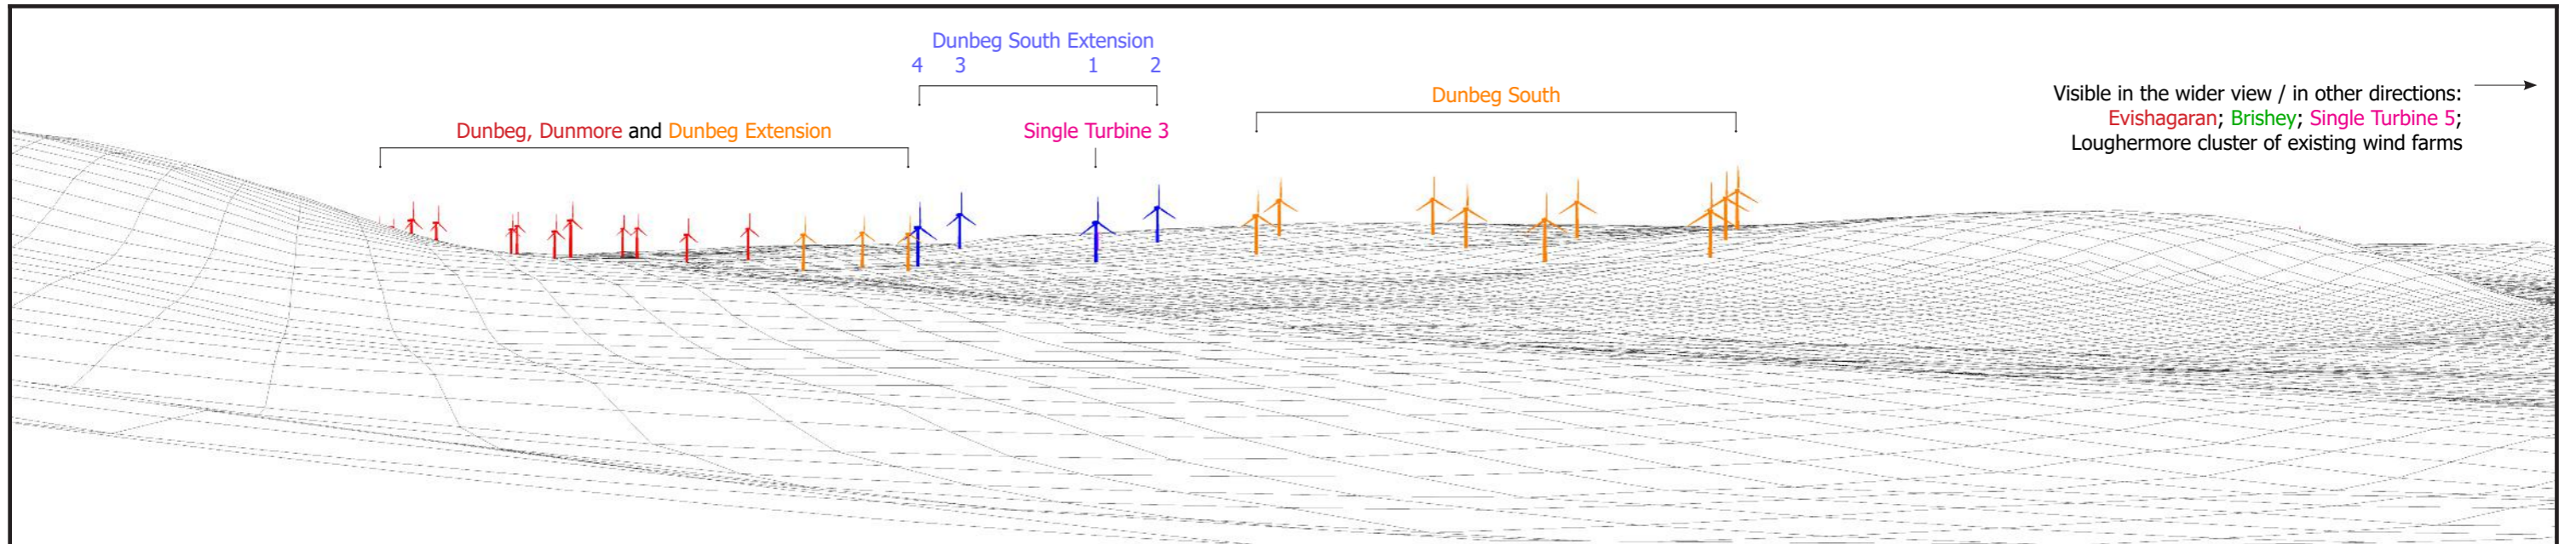 Dunbeg South Extension
4 3 1 2
Dunbeg South
Dunbeg, Dunmore and Dunbeg Extension
Single Turbine 3
Visible in the wider view / in other directions:
Evishagaran; Brishey; Single Turbine 5;
Loughermore cluster of existing wind farms